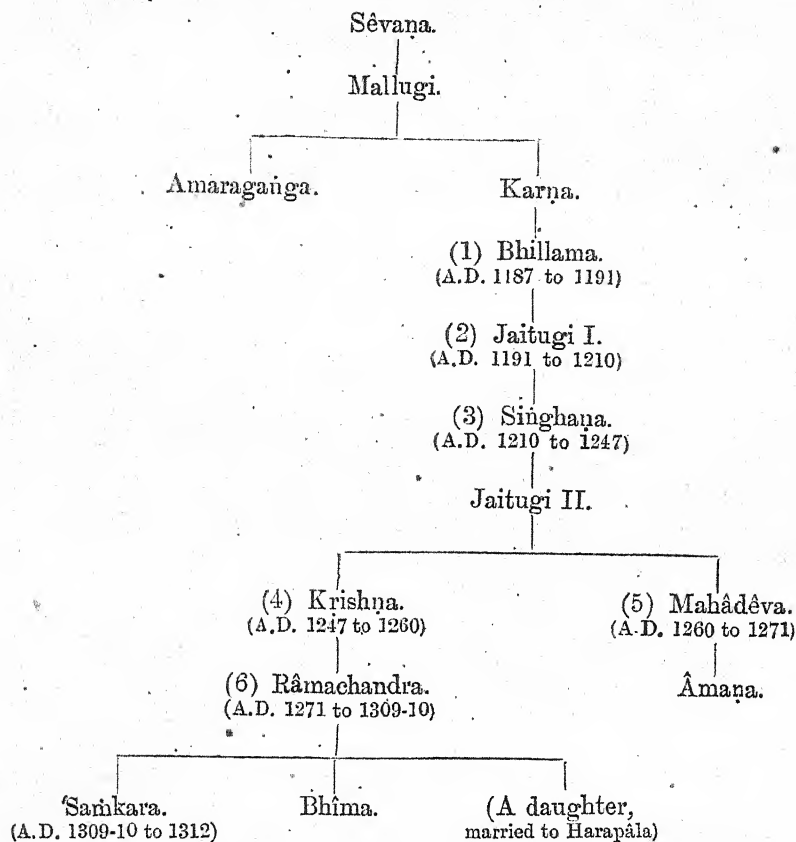 Sêvaṇa.
Mallugi.
Amaragaṅga.
Karṇa.
(1) Bhillama.
(A.D. 1187 to 1191)
(2) Jaitugi I.
(A.D. 1191 to 1210)
(3) Siṅghaṇa.
(A.D. 1210 to 1247)
Jaitugi II.
(4) Kṛishṇa.
(A.D. 1247 to 1260)
(5) Mahâdêva.
(A.D. 1260 to 1271)
(6) Râmachandra.
(A.D. 1271 to 1309-10)
Âmaṇa.
'Saṁkara.
(A.D. 1309-10 to 1312)
Bhîma.
(A daughter,
married to Harapâla)